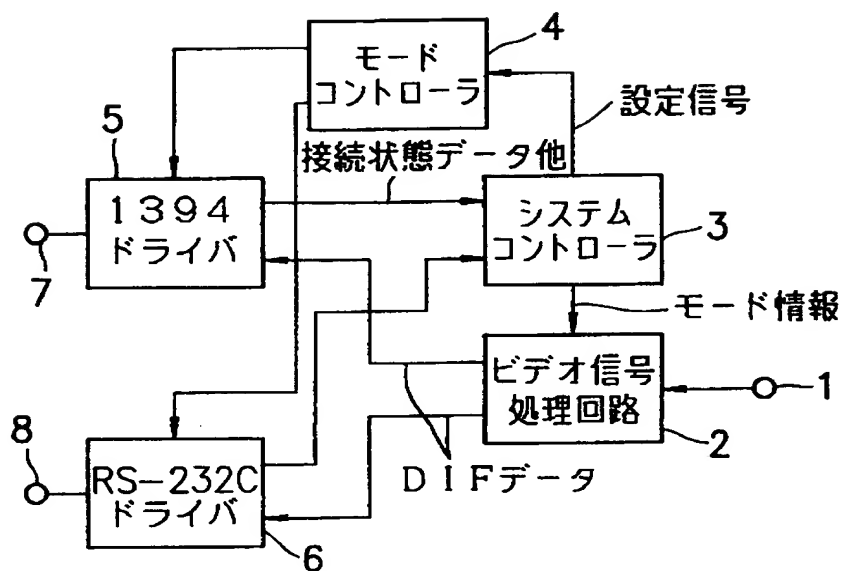 4
モード
コントローラ
設定信号
5
接続状態データ他
1394
ドライバ
7
システム
コントローラ
3
モード情報
ビデオ信号
処理回路
1
2
8
DIFデータ
RS-232C
ドライバ
6